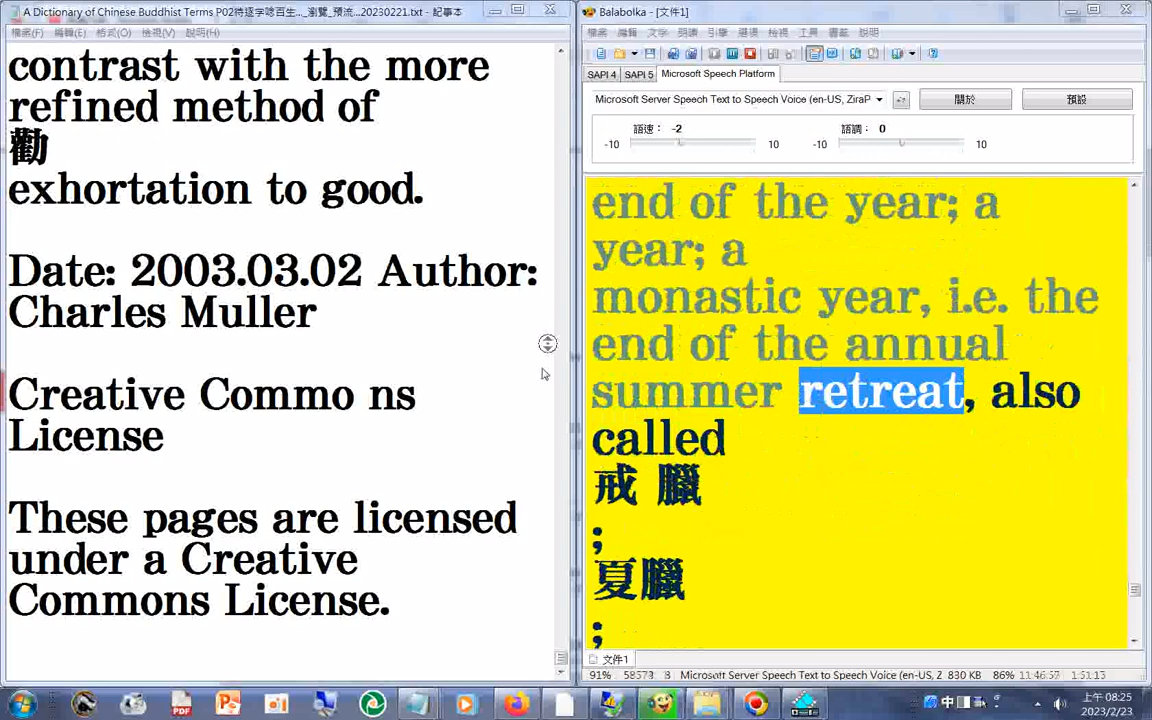 A Dictionary of Chinese Buddhist Terms P02待逐字唸百生..._瀏覽_預流...20230221.txt - 記事本
檔案(F) 編輯(E) 格式(O) 檢視(V) 說明(H)
contrast with the more
refined method of
勸
exhortation to good.
Date: 2003.03.02 Author:
Charles Muller
Creative Commo ns
License
These pages are licensed
under a Creative
Commons License.
Balabolka - [文件1]
檔案 編輯 文字 朗讀 引擎 選項 檢視 工具 書籤 說明
SAPI 4 SAPI 5 Microsoft Speech Platform
Microsoft Server Speech Text to Speech Voice (en-US, ZiraP
關於
預設
語速： -2
語調： 0
-10 10 -10 10
end of the year; a
year; a
monastic year, i.e. the
end of the annual
summer retreat, also
called
戒 臘
;
夏臘
;
文件1
91% Microsoft Server Speech Text to Speech Voice (en-US, Z 830 KB 86% 1:51:13
中
上午 08:25
2023/2/23